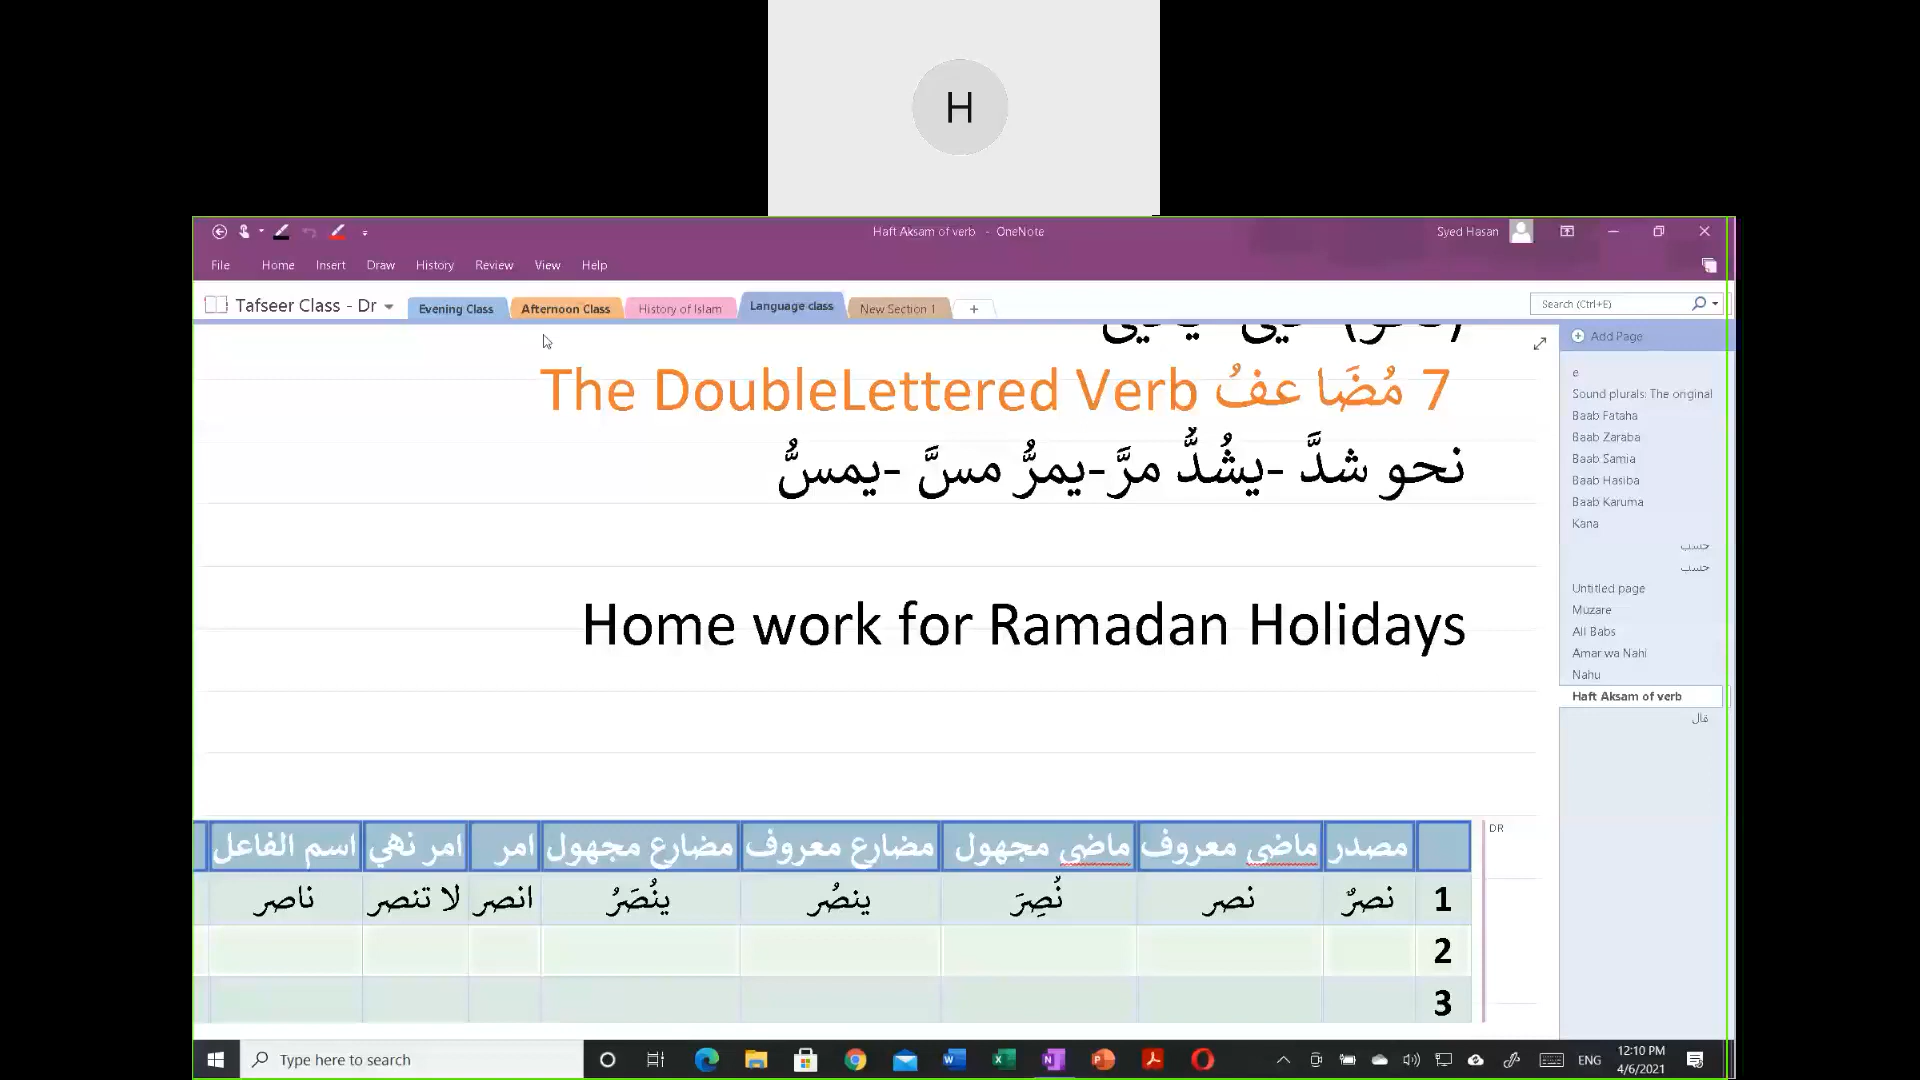 H
Haft Aksam of verb - OneNote
Syed Hasan
File Home Insert Draw History Review View Help
Tafseer Class - Dr
Evening Class
Afternoon Class
History of Islam
Language class
New Section 1
+
Search (Ctrl+E)
7 مُضَا عفُ The DoubleLettered Verb
نحو شدَّ -يشُدُّ مرَّ-يمرُّ مسَّ -يمسُّ
Home work for Ramadan Holidays
DR
مصدر ماضی معروف ماضی مجهول مضارع معروف مضارع مجهول امر امر نهي اسم الفاعل
1 نصرٌ نصر نُصِرَ ينصُر ينُصَرُ انصر لا تنصر ناصر
2
3
Add Page
e
Sound plurals: The original
Baab Fataha
Baab Zaraba
Baab Samia
Baab Hasiba
Baab Karuma
Kana
حسب
حسب
Untitled page
Muzare
All Babs
Amar wa Nahi
Nahu
Haft Aksam of verb
قال
Type here to search
ENG
12:10 PM
4/6/2021